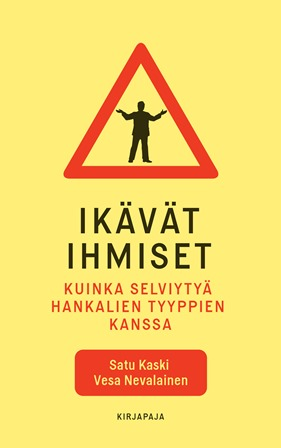 IKÄVÄT
IHMISET
KUINKA SELVIYTYÄ
HANKALIEN TYYPPIEN
KANSSA
Satu Kaski
Vesa Nevalainen
KIRJAPAJA